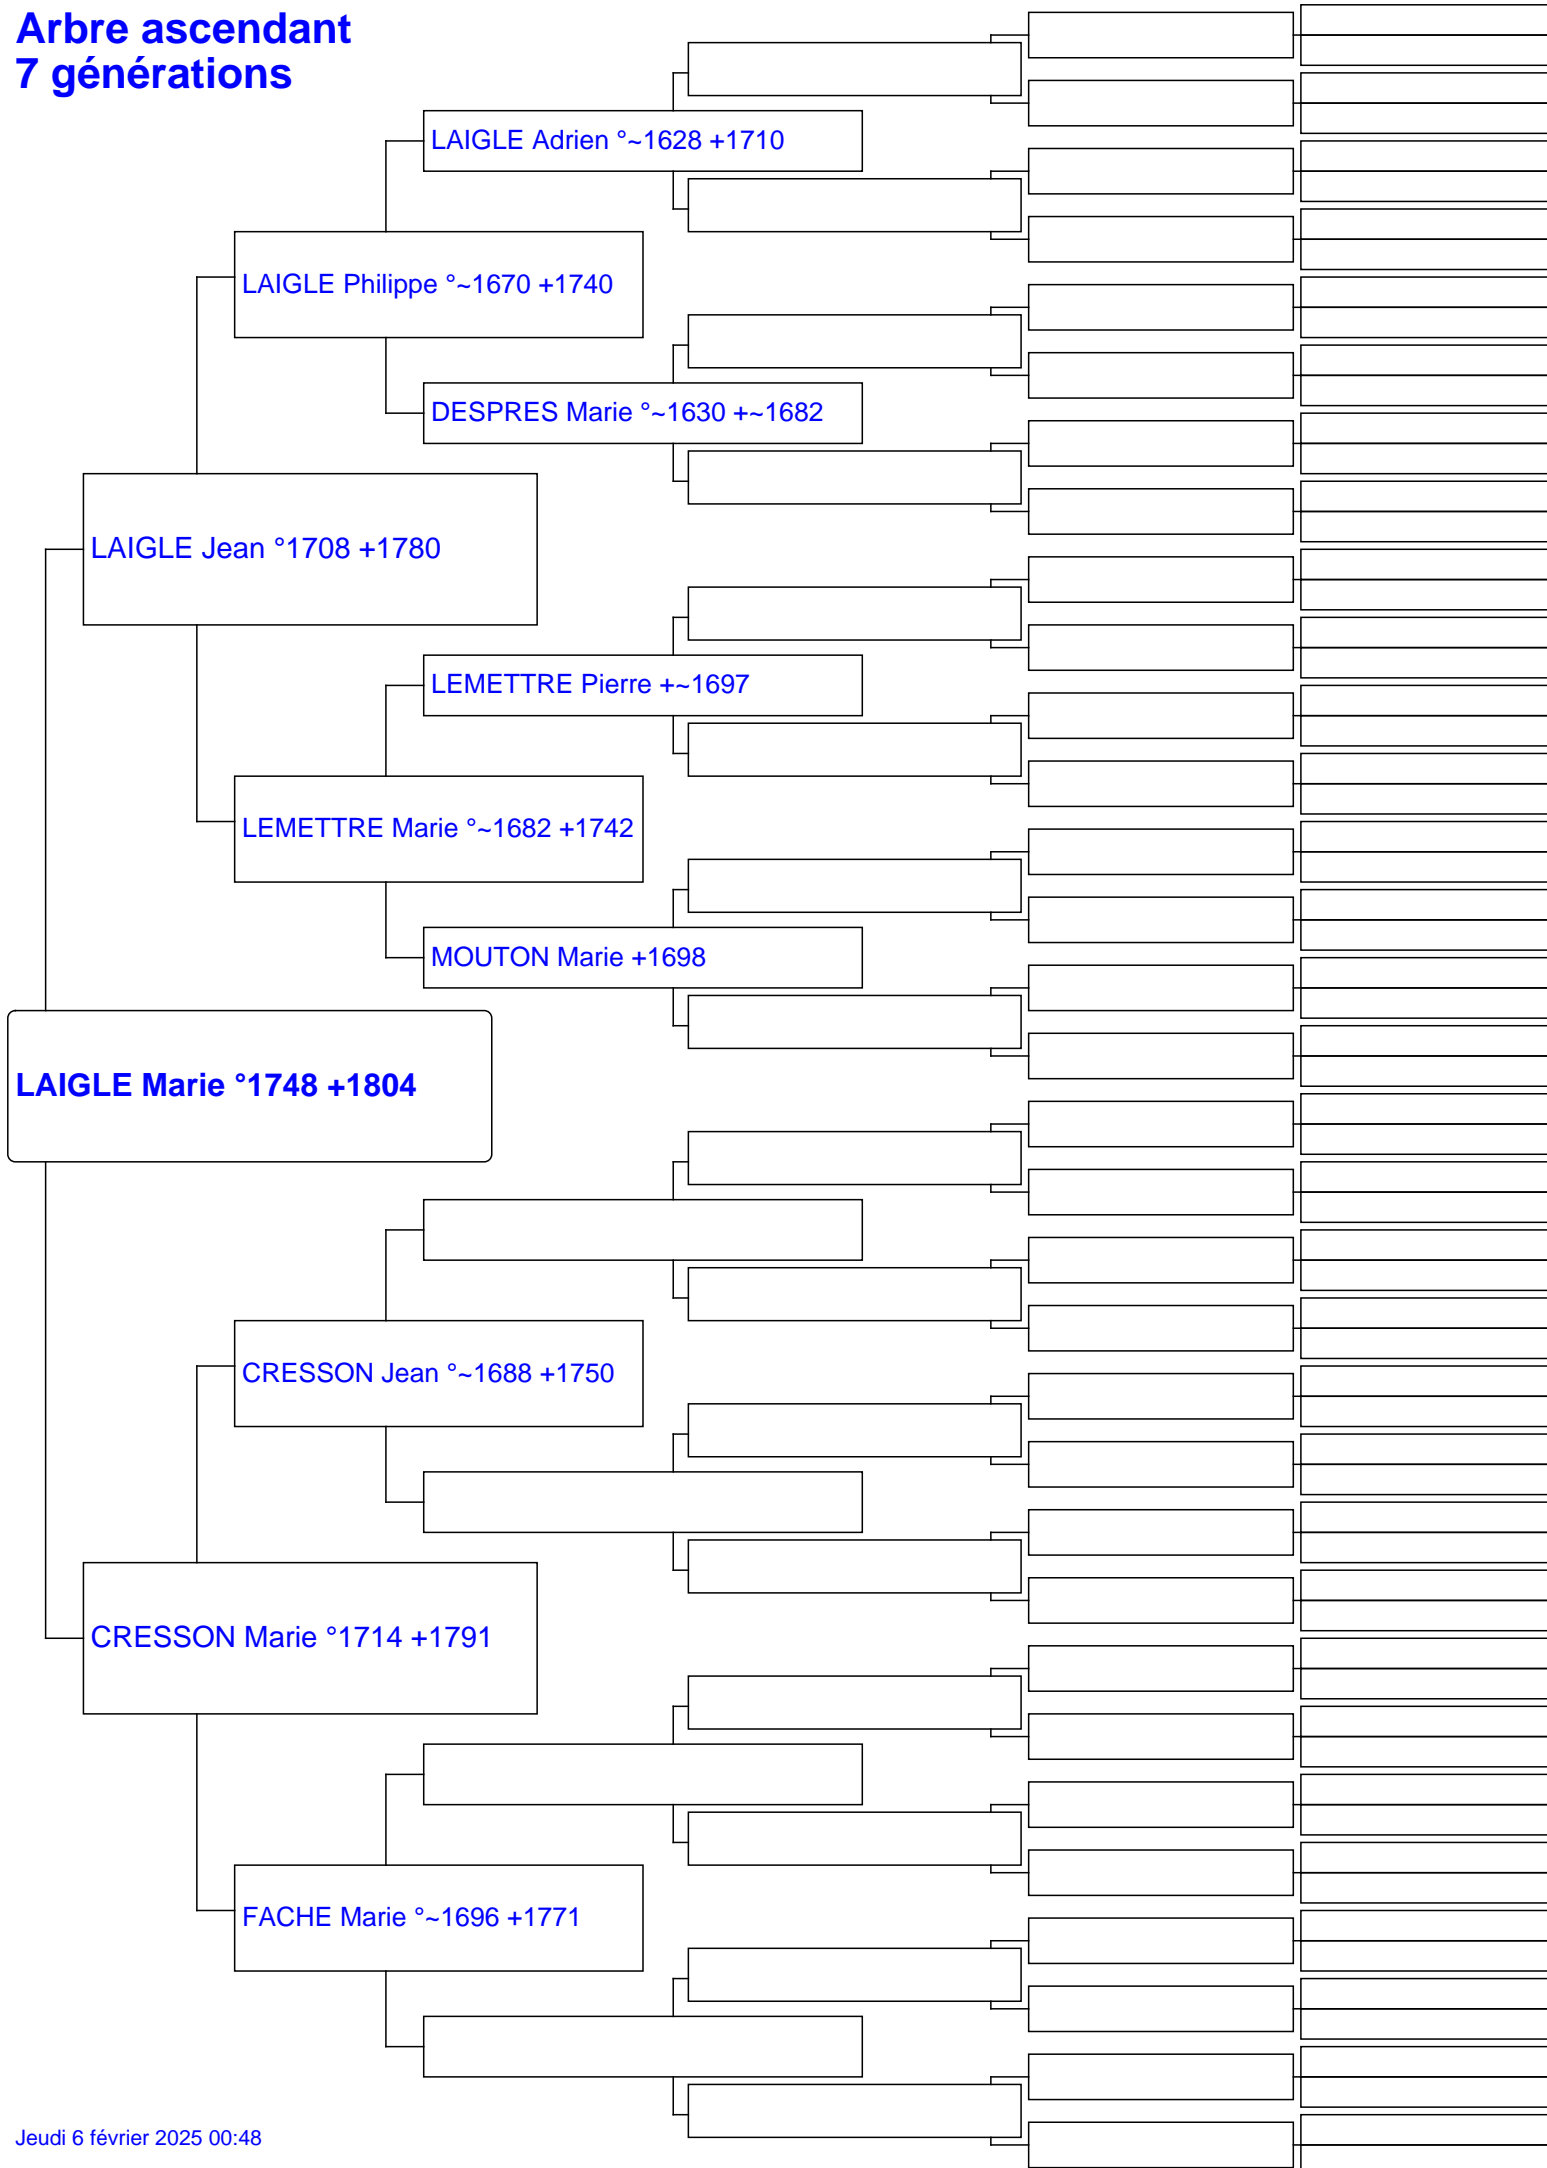 Arbre ascendant
7 générations
LAIGLE Adrien °~1628 +1710
LAIGLE Philippe °~1670 +1740
DESPRES Marie °~1630 +~1682
LAIGLE Jean °1708 +1780
LEMETTRE Pierre +~1697
LEMETTRE Marie °~1682 +1742
MOUTON Marie +1698
LAIGLE Marie °1748 +1804
CRESSON Jean °~1688 +1750
CRESSON Marie °1714 +1791
FACHE Marie °~1696 +1771
Jeudi 6 février 2025 00:48